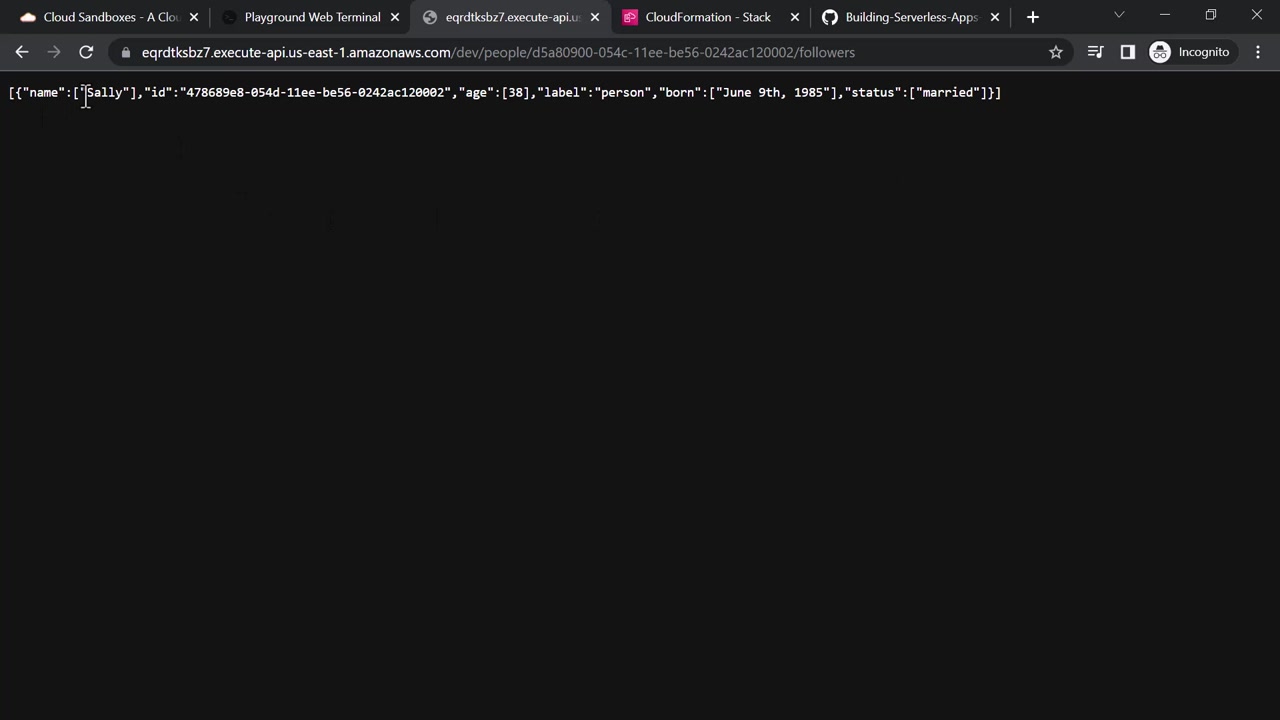 Cloud Sandboxes - A Clou
Playground Web Terminal
eqrdtksbz7.execute-api.us
CloudFormation - Stack
Building-Serverless-Apps-
eqrdtksbz7.execute-api.us-east-1.amazonaws.com/dev/people/d5a80900-054c-11ee-be56-0242ac120002/followers
Incognito
[{"name":["Sally"],"id":"478689e8-054d-11ee-be56-0242ac120002","age":[38],"label":"person","born":["June 9th, 1985"],"status":["married"]}]